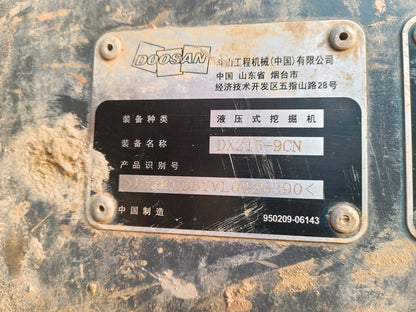 DOOSAN
斗山工程机械(中国)有限公司
中国 山东省 烟台市
经济技术开发区五指山路28号
装备种类 液压式挖掘机
装备名称 DX215-9CN
产品识别号
中国制造 950209-06143